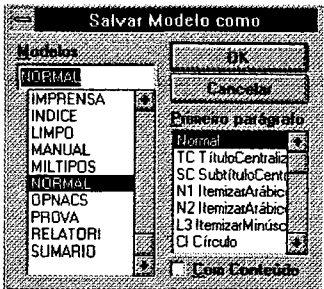 Salvar Modelo como
Modelos
NORMAL
IMPRENSA
INDICE
LIMPO
MANUAL
MILTIPOS
NORMAL
OPNACS
PROVA
RELATORI
SUMARIO
OK
Cancelar
Primeiro parágrafo
Normal
TC TítuloCentraliz
SC SubtítuloCentr
N1 ItemizarArábic
N2 ItemizarArábic
L3 ItemizarMinúsc
CI Círculo
Com Conteúdo